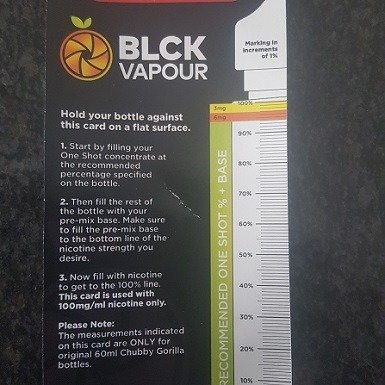 BLCK
VAPOUR
Marking in
increments
of 1%
Hold your bottle against
this card on a flat surface.
1. Start by filling your
One Shot concentrate at
the recommended
percentage specified
on the bottle.
2. Then fill the rest of
the bottle with your
pre-mix base. Make sure
to fill the pre-mix base
to the bottom line of the
nicotine strength you
desire.
3. Now fill with nicotine
to get to the 100% line.
This card is used with
100mg/ml nicotine only.
Please Note:
The measurements indicated
on this card are ONLY for
original 60ml Chubby Gorilla
bottles.
3mg
6mg
RECOMMENDED ONE SHOT % + BASE
100%
90%
80%
70%
60%
50%
40%
30%
20%
10%